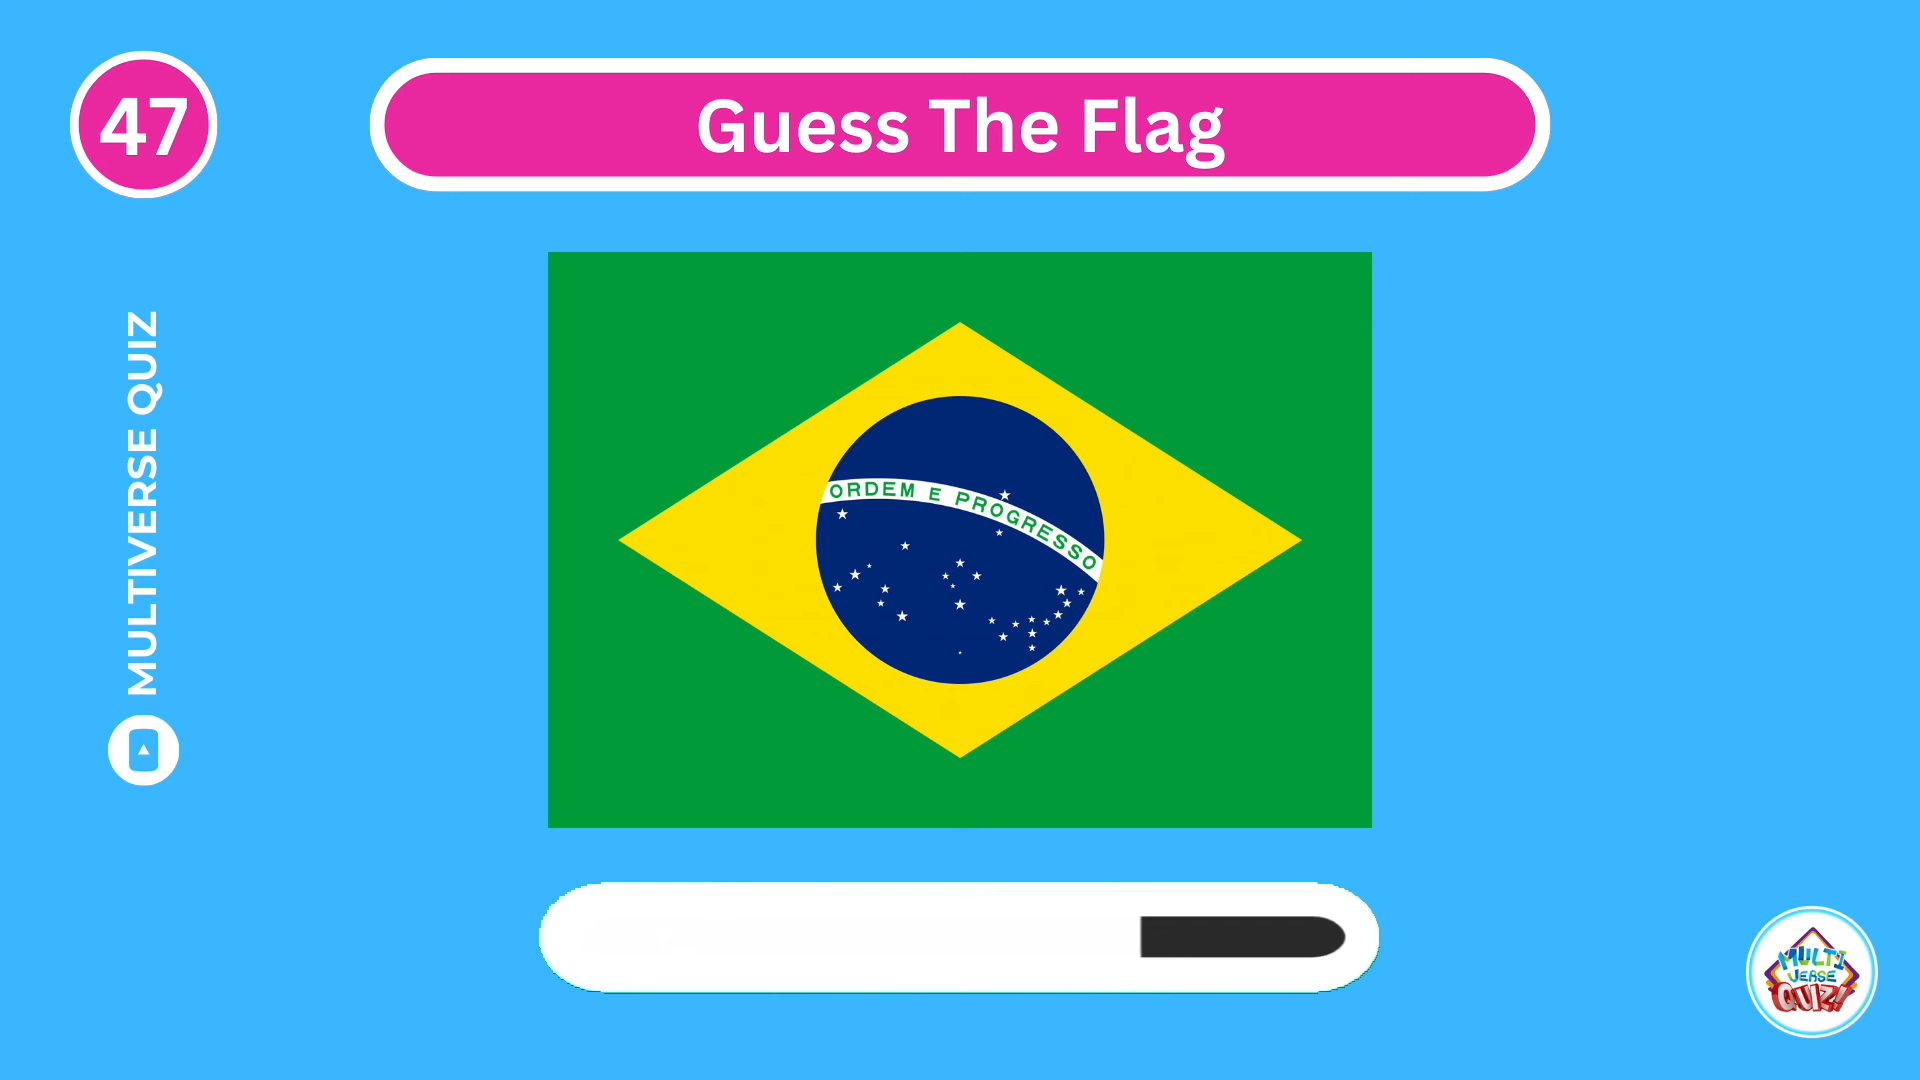 47
Guess The Flag
MULTIVERSE QUIZ
ORDEM E PROGRESSO
MULTI
VERSE
QUIZ!